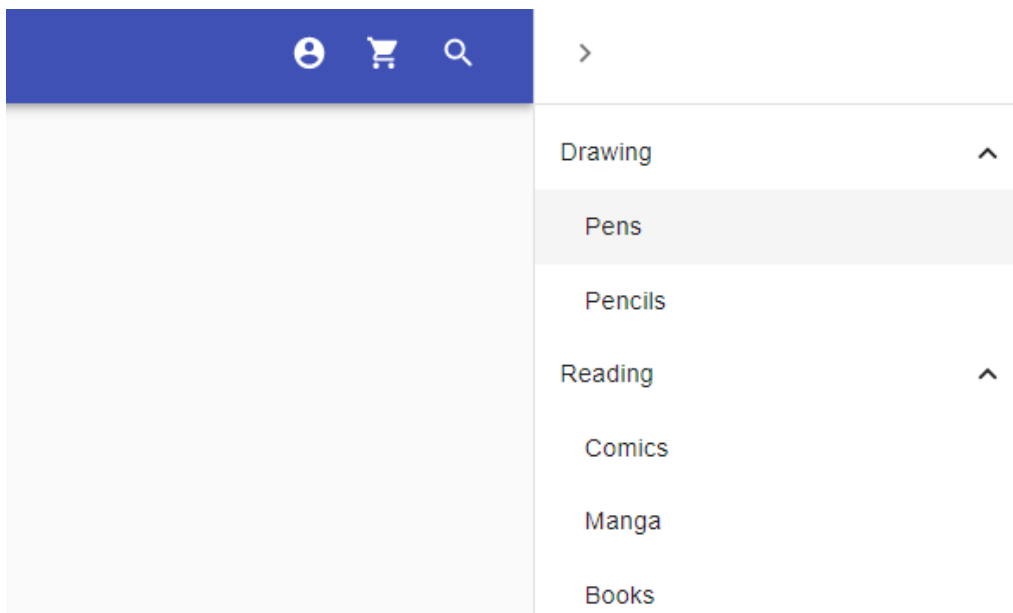 Drawing
Pens
Pencils
Reading
Comics
Manga
Books